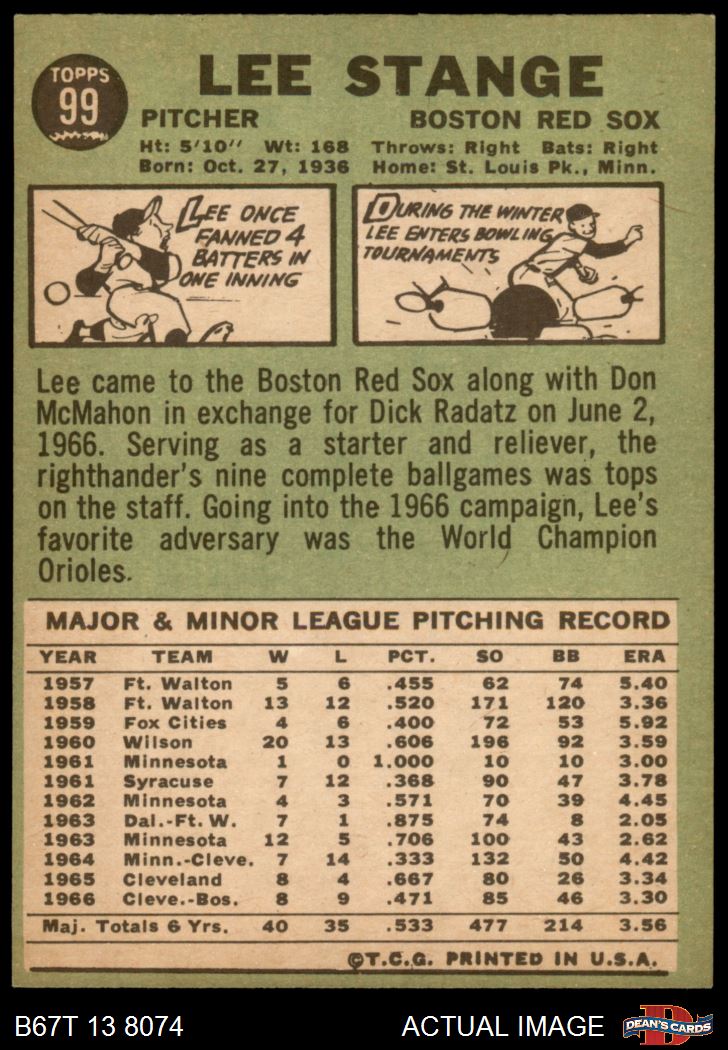 TOPPS
99
LEE STANGE
PITCHER BOSTON RED SOX
Ht: 5'10" Wt: 168 Throws: Right Bats: Right
Born: Oct. 27, 1936 Home: St. Louis Pk., Minn.
LEE ONCE
FANNED 4
BATTERS IN
ONE INNING
DURING THE WINTER
LEE ENTERS BOWLING
TOURNAMENTS
Lee came to the Boston Red Sox along with Don
McMahon in exchange for Dick Radatz on June 2,
1966. Serving as a starter and reliever, the
righthander's nine complete ballgames was tops
on the staff. Going into the 1966 campaign, Lee's
favorite adversary was the World Champion
Orioles.
MAJOR & MINOR LEAGUE PITCHING RECORD
YEAR TEAM W L PCT. SO BB ERA
1957 Ft. Walton 5 6 .455 62 74 5.40
1958 Ft. Walton 13 12 .520 171 120 3.36
1959 Fox Cities 4 6 .400 72 53 5.92
1960 Wilson 20 13 .606 196 92 3.59
1961 Minnesota 1 0 1.000 10 10 3.00
1961 Syracuse 7 12 .368 90 47 3.78
1962 Minnesota 4 3 .571 70 39 4.45
1963 Dal.-Ft. W. 7 1 .875 74 8 2.05
1963 Minnesota 12 5 .706 100 43 2.62
1964 Minn.-Cleve. 7 14 .333 132 50 4.42
1965 Cleveland 8 4 .667 80 26 3.34
1966 Cleve.-Bos. 8 9 .471 85 46 3.30
Maj. Totals 6 Yrs. 40 35 .533 477 214 3.56
©T.C.G. PRINTED IN U.S.A.
B67T 13 8074 ACTUAL IMAGE
D
DEAN'S CARDS